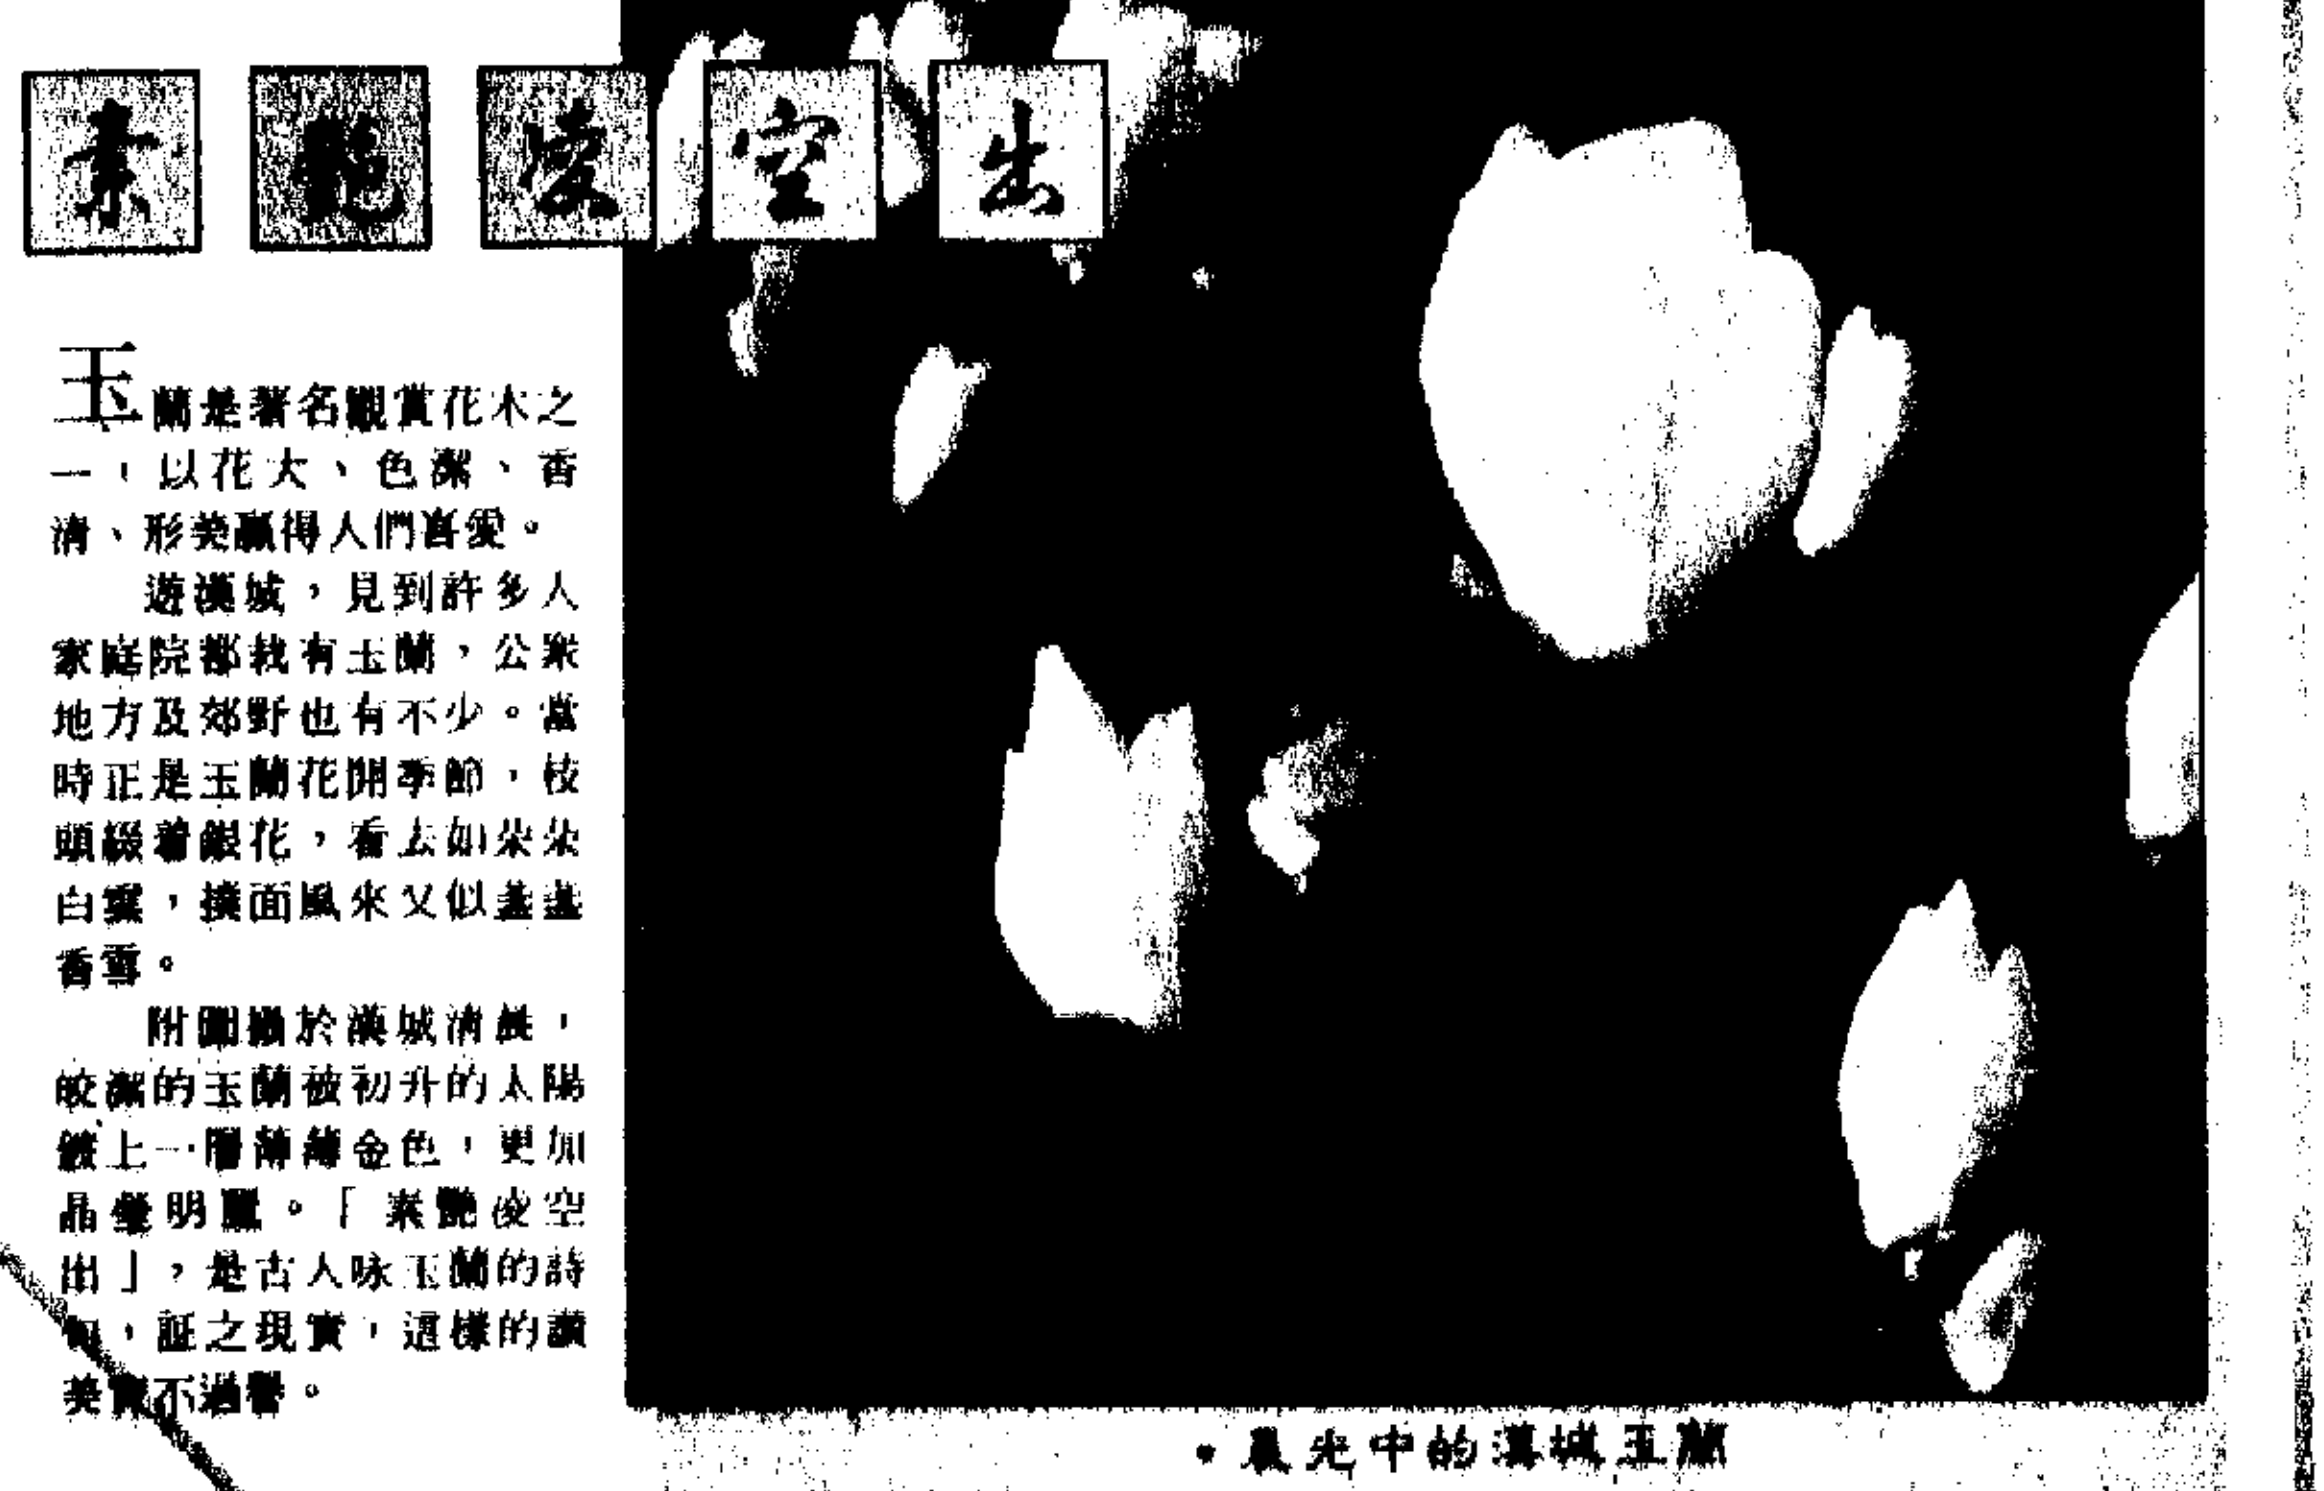 素艷凌空出
玉蘭是著名觀賞花木之
一，以花大、色潔、香
清、形美贏得人們喜愛。
遊漢城，見到許多人
家庭院都栽有玉蘭，公眾
地方及郊野也有不少。當
時正是玉蘭花開季節，枝
頭綴着銀花，看去如朵朵
白雲，撲面風來又似盞盞
香雪。
附圖攝於漢城清晨，
皎潔的玉蘭被初升的太陽
鍍上一層薄薄金色，更加
晶瑩明麗。「素艷凌空
出」，是古人咏玉蘭的詩
句，証之現實，這樣的讚
美實不過譽。
•晨光中的漢城玉蘭